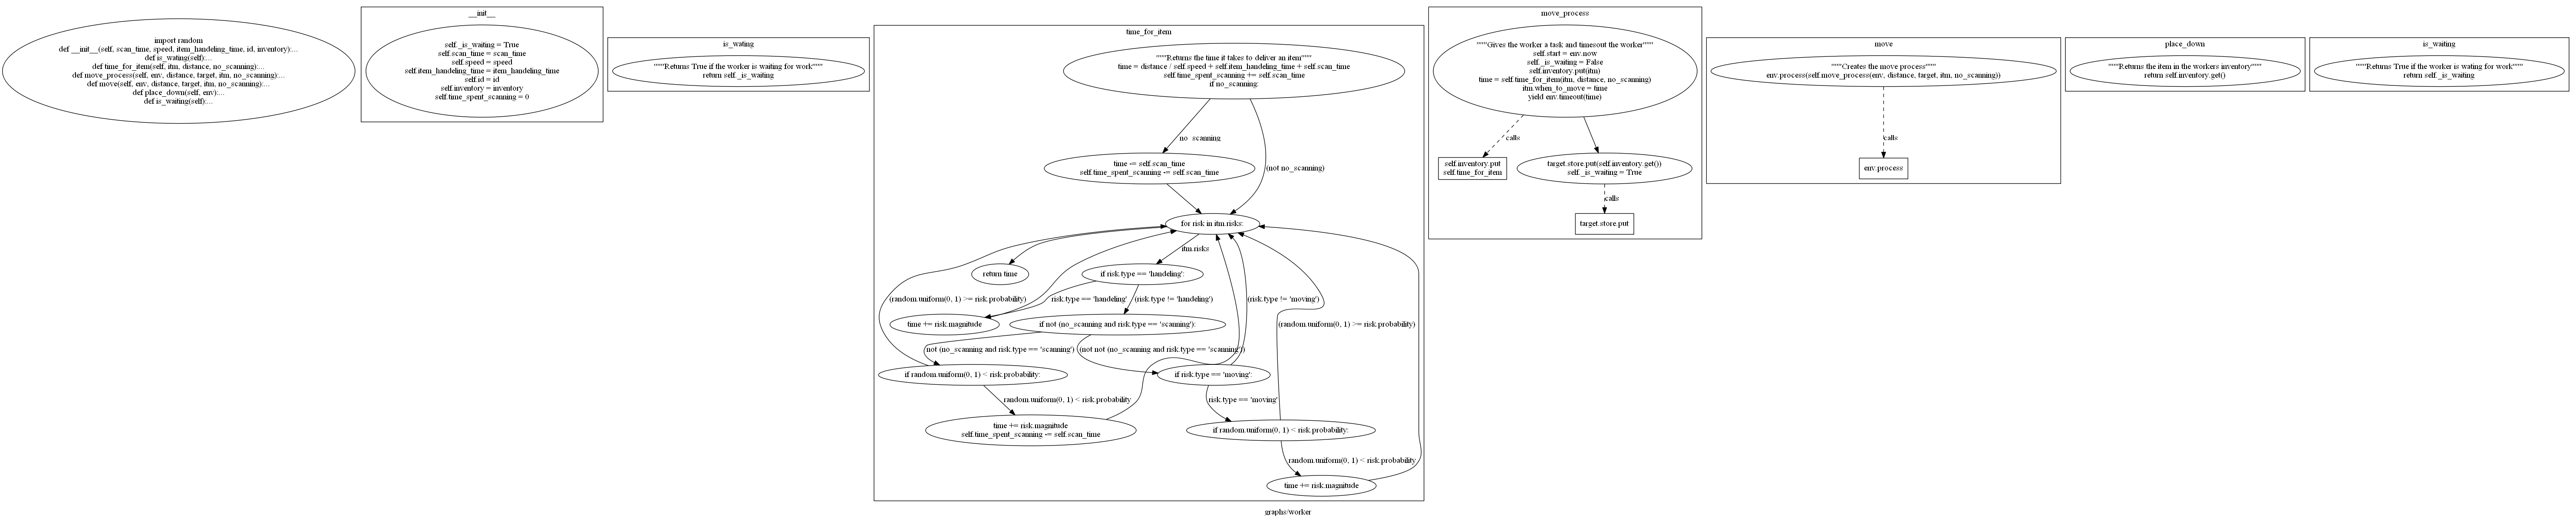 import random
def __init__(self, scan_time, speed, item_handeling_time, id, inventory):...
def is_wating(self):...
def time_for_item(self, itm, distance, no_scanning):...
def move_process(self, env, distance, target, itm, no_scanning):...
def move(self, env, distance, target, itm, no_scanning):...
def place_down(self, env):...
def is_waiting(self):...
__init__
self._is_waiting = True
self.scan_time = scan_time
self.speed = speed
self.item_handeling_time = item_handeling_time
self.id = id
self.inventory = inventory
self.time_spent_scanning = 0
is_wating
"""Returns True if the worker is waiting for work"""
return self._is_waiting
time_for_item
"""Returns the time it takes to deliver an item"""
time = distance / self.speed + self.item_handeling_time + self.scan_time
self.time_spent_scanning += self.scan_time
if no_scanning:
no_scanning
time -= self.scan_time
self.time_spent_scanning -= self.scan_time
(not no_scanning)
for risk in itm.risks:
itm.risks
return time
if risk.type == 'handeling':
(random.uniform(0, 1) >= risk.probability)
risk.type == 'handeling'
(risk.type != 'handeling')
(risk.type != 'moving')
time += risk.magnitude
if not (no_scanning and risk.type == 'scanning'):
(random.uniform(0, 1) >= risk.probability)
not (no_scanning and risk.type == 'scanning')
(not not (no_scanning and risk.type == 'scanning'))
if random.uniform(0, 1) < risk.probability:
if risk.type == 'moving':
random.uniform(0, 1) < risk.probability
risk.type == 'moving'
time += risk.magnitude
self.time_spent_scanning -= self.scan_time
if random.uniform(0, 1) < risk.probability:
random.uniform(0, 1) < risk.probability
time += risk.magnitude
move_process
"""Gives the worker a task and timesout the worker"""
self.start = env.now
self._is_waiting = False
self.inventory.put(itm)
time = self.time_for_item(itm, distance, no_scanning)
itm.when_to_move = time
yield env.timeout(time)
calls
self.inventory.put
self.time_for_item
target.store.put(self.inventory.get())
self._is_waiting = True
calls
target.store.put
move
"""Creates the move process"""
env.process(self.move_process(env, distance, target, itm, no_scanning))
calls
env.process
place_down
"""Returns the item in the workers inventory"""
return self.inventory.get()
is_waiting
"""Returns True if the worker is wating for work"""
return self._is_waiting
graphs/worker